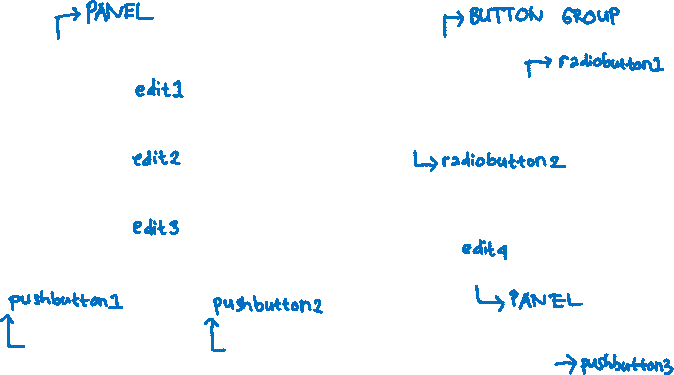 PANEL
BUTTON GROUP
radiobutton1
edit1
edit2
radiobutton2
edit3
edit4
pushbutton1
pushbutton2
PANEL
pushbutton3